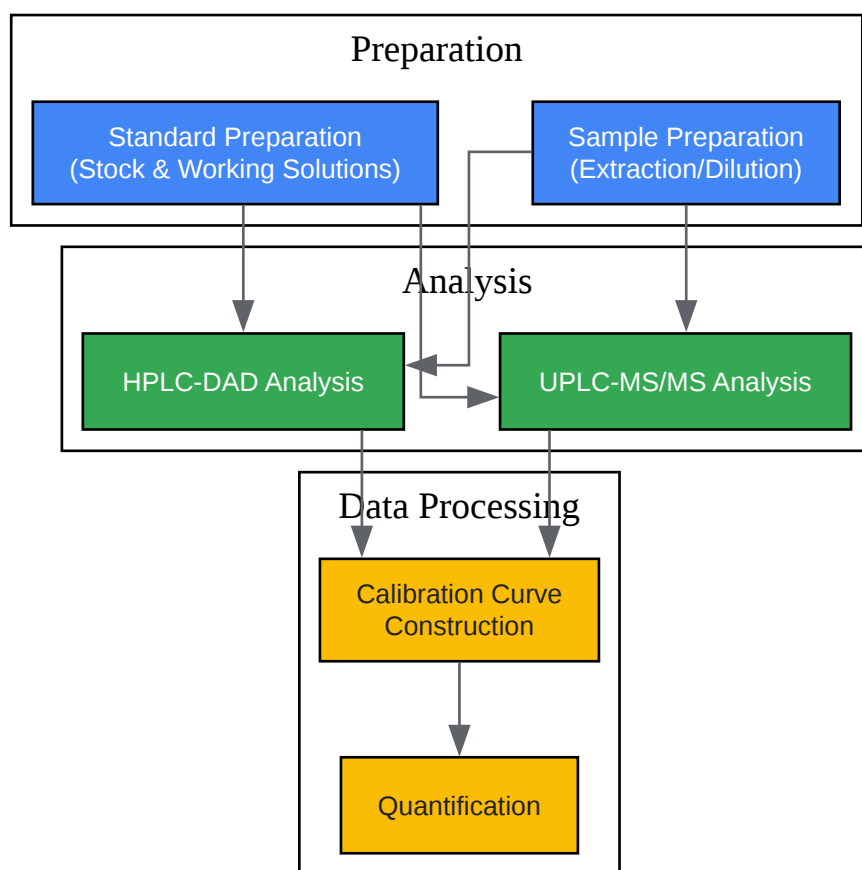 Preparation
Standard Preparation
(Stock & Working Solutions)
Sample Preparation
(Extraction/Dilution)
Analysis
HPLC-DAD Analysis
UPLC-MS/MS Analysis
Data Processing
Calibration Curve
Construction
Quantification